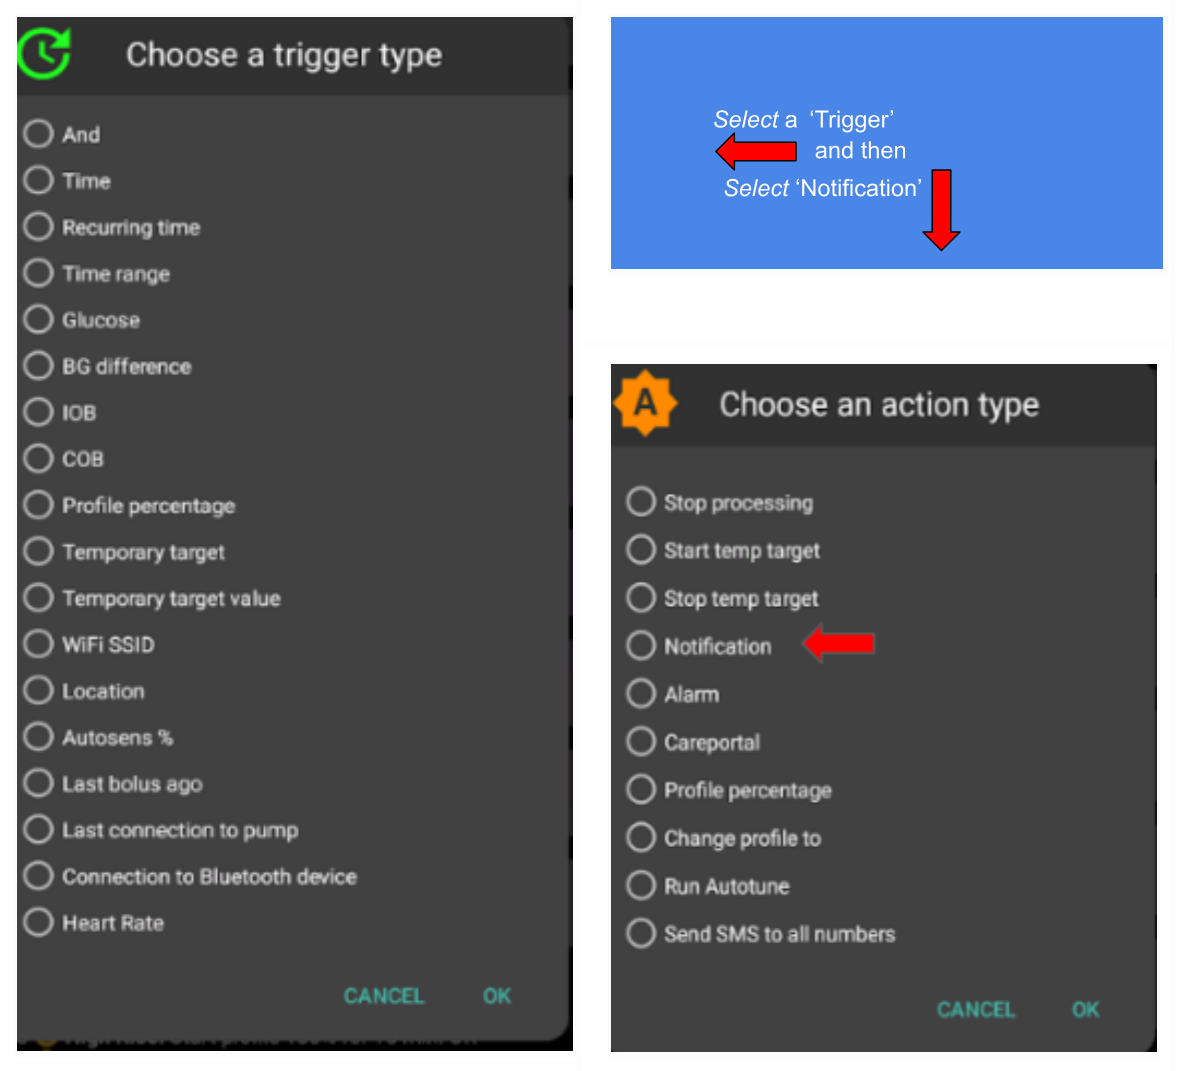 Choose a trigger type
And
Time
Recurring time
Time range
Glucose
BG difference
IOB
COB
Profile percentage
Temporary target
Temporary target value
WiFi SSID
Location
Autosens %
Last bolus ago
Last connection to pump
Connection to Bluetooth device
Heart Rate
CANCEL OK
Select a ‘Trigger’
and then
Select ‘Notification’
A
Choose an action type
Stop processing
Start temp target
Stop temp target
Notification
Alarm
Careportal
Profile percentage
Change profile to
Run Autotune
Send SMS to all numbers
CANCEL OK